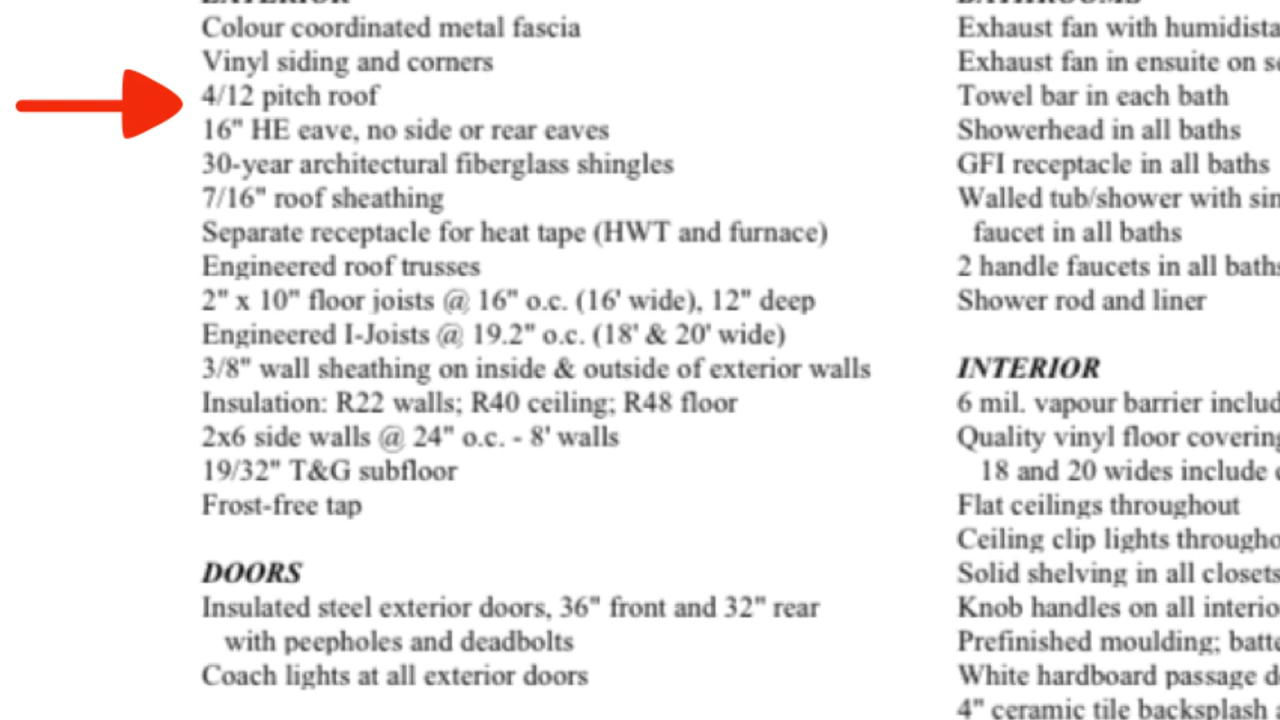 Colour coordinated metal fascia
Vinyl siding and corners
4/12 pitch roof
16" HE eave, no side or rear eaves
30-year architectural fiberglass shingles
7/16" roof sheathing
Separate receptacle for heat tape (HWT and furnace)
Engineered roof trusses
2" x 10" floor joists @ 16" o.c. (16' wide), 12" deep
Engineered I-Joists @ 19.2" o.c. (18' & 20' wide)
3/8" wall sheathing on inside & outside of exterior walls
Insulation: R22 walls; R40 ceiling; R48 floor
2x6 side walls @ 24" o.c. - 8' walls
19/32" T&G subfloor
Frost-free tap
DOORS
Insulated steel exterior doors, 36" front and 32" rear
with peepholes and deadbolts
Coach lights at all exterior doors
Exhaust fan with humidista
Exhaust fan in ensuite on
Towel bar in each bath
Showerhead in all baths
GFI receptacle in all baths
Walled tub/shower with sin
faucet in all baths
2 handle faucets in all baths
Shower rod and liner
INTERIOR
6 mil. vapour barrier includ
Quality vinyl floor covering
18 and 20 wides include
Flat ceilings throughout
Ceiling clip lights througho
Solid shelving in all closets
Knob handles on all interio
Prefinished moulding; batte
White hardboard passage d
4" ceramic tile backsplash